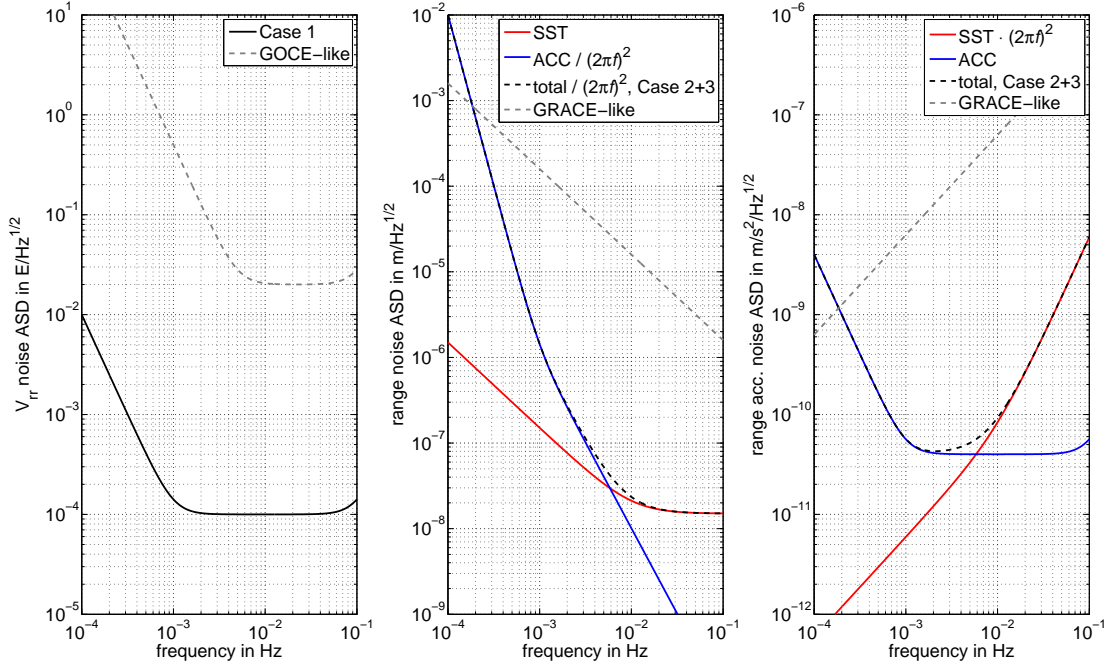 10^1
10^0
10^-1
10^-2
10^-3
10^-4
10^-5
10^-4
10^-3
10^-2
10^-1
V_rr noise ASD in E/Hz^1/2
frequency in Hz
Case 1
GOCE-like
10^-2
10^-3
10^-4
10^-5
10^-6
10^-7
10^-8
10^-9
10^-4
10^-3
10^-2
10^-1
range noise ASD in m/Hz^1/2
frequency in Hz
SST
ACC / (2πf)^2
total / (2πf)^2, Case 2+3
GRACE-like
10^-6
10^-7
10^-8
10^-9
10^-10
10^-11
10^-12
10^-4
10^-3
10^-2
10^-1
range acc. noise ASD in m/s^2/Hz^1/2
frequency in Hz
SST · (2πf)^2
ACC
total, Case 2+3
GRACE-like